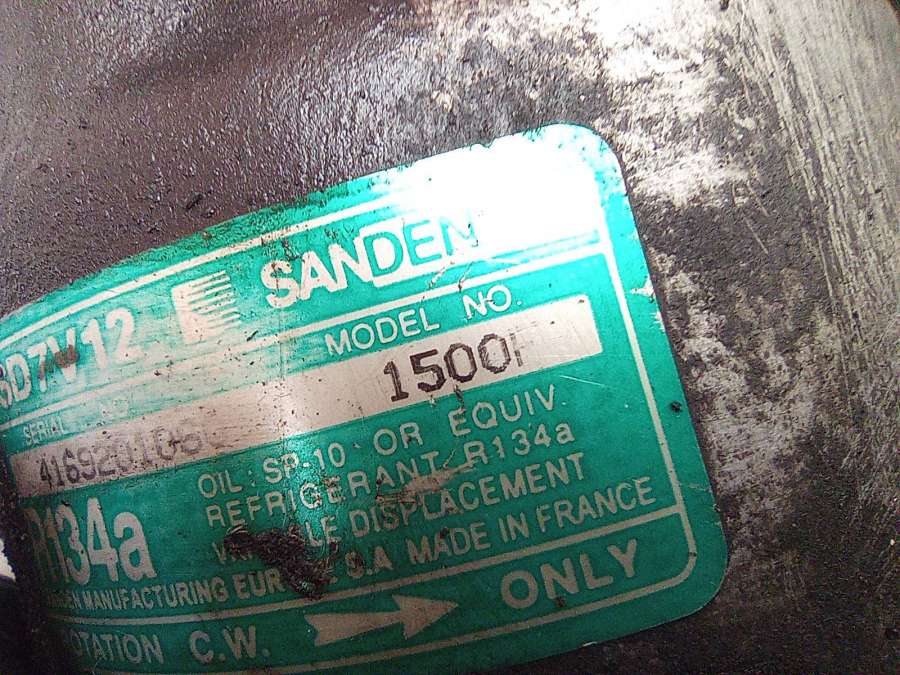 SD7V12 SANDEN
SERIAL MODEL NO.
1500
OIL : SP-10 OR EQUIV.
REFRIGERANT R134a
R134a DISPLACEMENT
MANUFACTURING MADE IN FRANCE
ROTATION C.W. ONLY